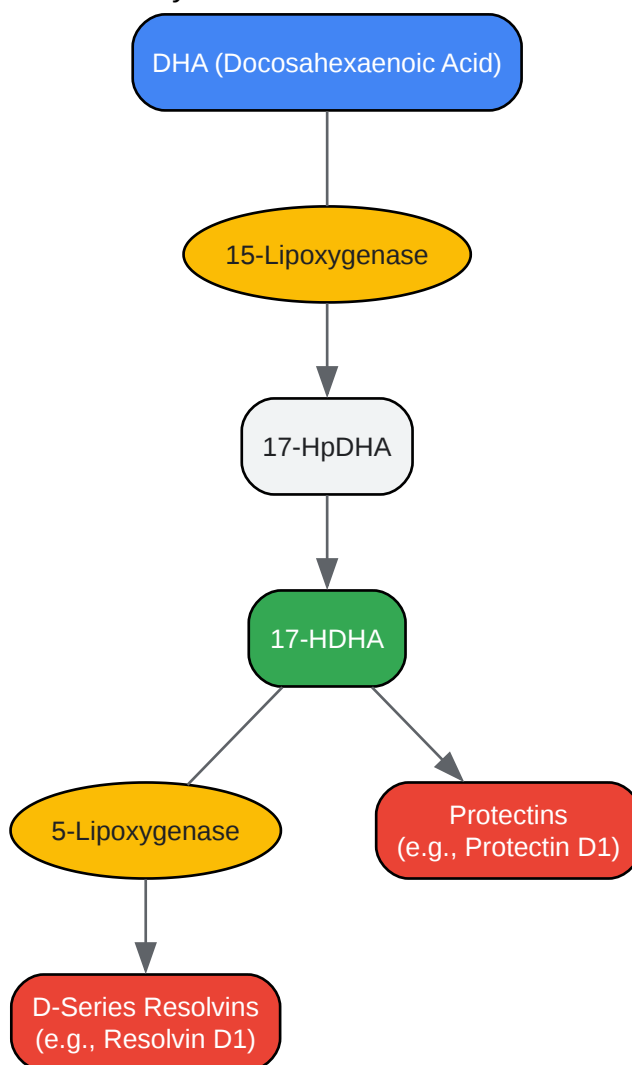 DHA (Docosahexaenoic Acid)
15-Lipoxygenase
17-HpDHA
17-HDHA
5-Lipoxygenase
Protectins
(e.g., Protectin D1)
D-Series Resolvins
(e.g., Resolvin D1)